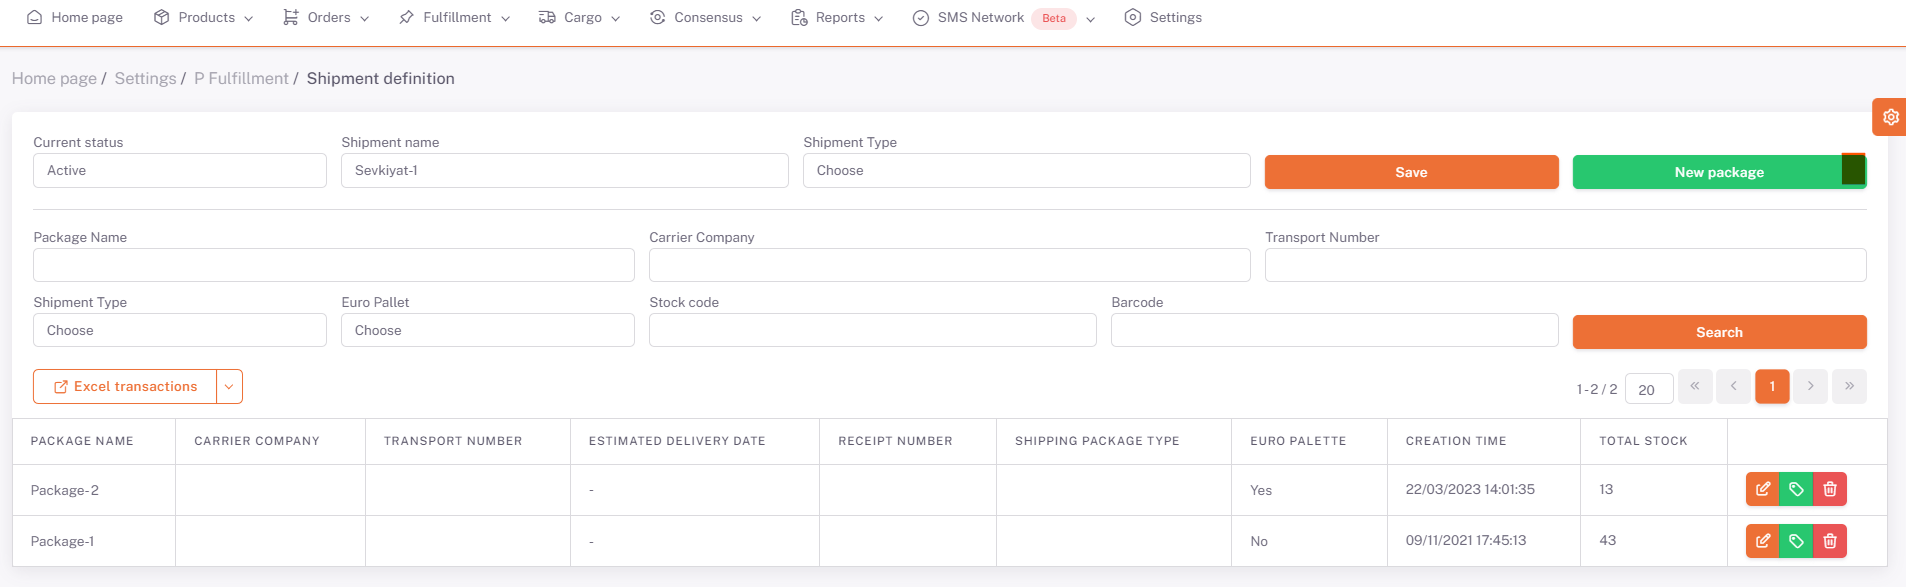 Home page Products Orders Fulfillment Cargo Consensus Reports SMS Network Beta Settings
Home page / Settings / P Fulfillment / Shipment definition
Current status Shipment name Shipment Type
Active Sevkiyat-1 Choose Save New package
Package Name Carrier Company Transport Number
Shipment Type Euro Pallet Stock code Barcode
Choose Choose Search
Excel transactions 1 - 2 / 2 20 « < 1 > »
PACKAGE NAME CARRIER COMPANY TRANSPORT NUMBER ESTIMATED DELIVERY DATE RECEIPT NUMBER SHIPPING PACKAGE TYPE EURO PALETTE CREATION TIME TOTAL STOCK
Package-2 - Yes 22/03/2023 14:01:35 13
Package-1 - No 09/11/2021 17:45:13 43